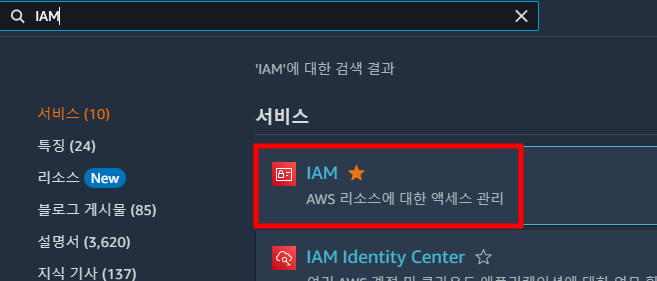 IAM
'IAM'에 대한 검색 결과
서비스 (10)
특징 (24)
리소스 New
블로그 게시물 (85)
설명서 (3,620)
지식 기사 (137)
서비스
IAM
AWS 리소스에 대한 액세스 관리
IAM Identity Center